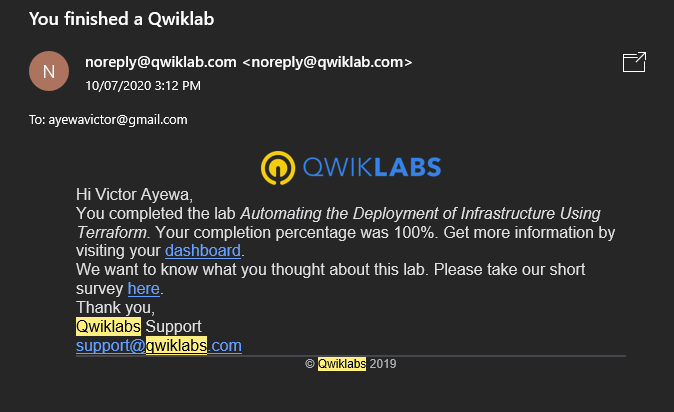 You finished a Qwiklab
N
noreply@qwiklab.com <noreply@qwiklab.com>
10/07/2020 3:12 PM
To: ayewavictor@gmail.com
QWIKLABS
Hi Victor Ayewa,
You completed the lab Automating the Deployment of Infrastructure Using
Terraform. Your completion percentage was 100%. Get more information by
visiting your dashboard.
We want to know what you thought about this lab. Please take our short
survey here.
Thank you,
Qwiklabs Support
support@qwiklabs.com
© Qwiklabs 2019